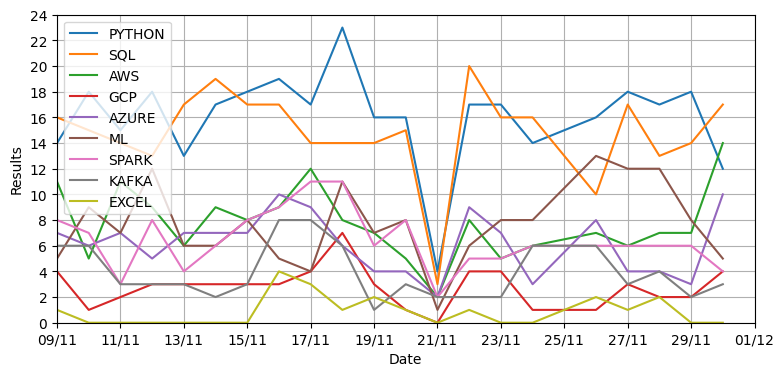 24
22
20
18
16
14
12
10
8
6
4
2
0
Results
PYTHON
SQL
AWS
GCP
AZURE
ML
SPARK
KAFKA
EXCEL
09/11 11/11 13/11 15/11 17/11 19/11 21/11 23/11 25/11 27/11 29/11 01/12
Date